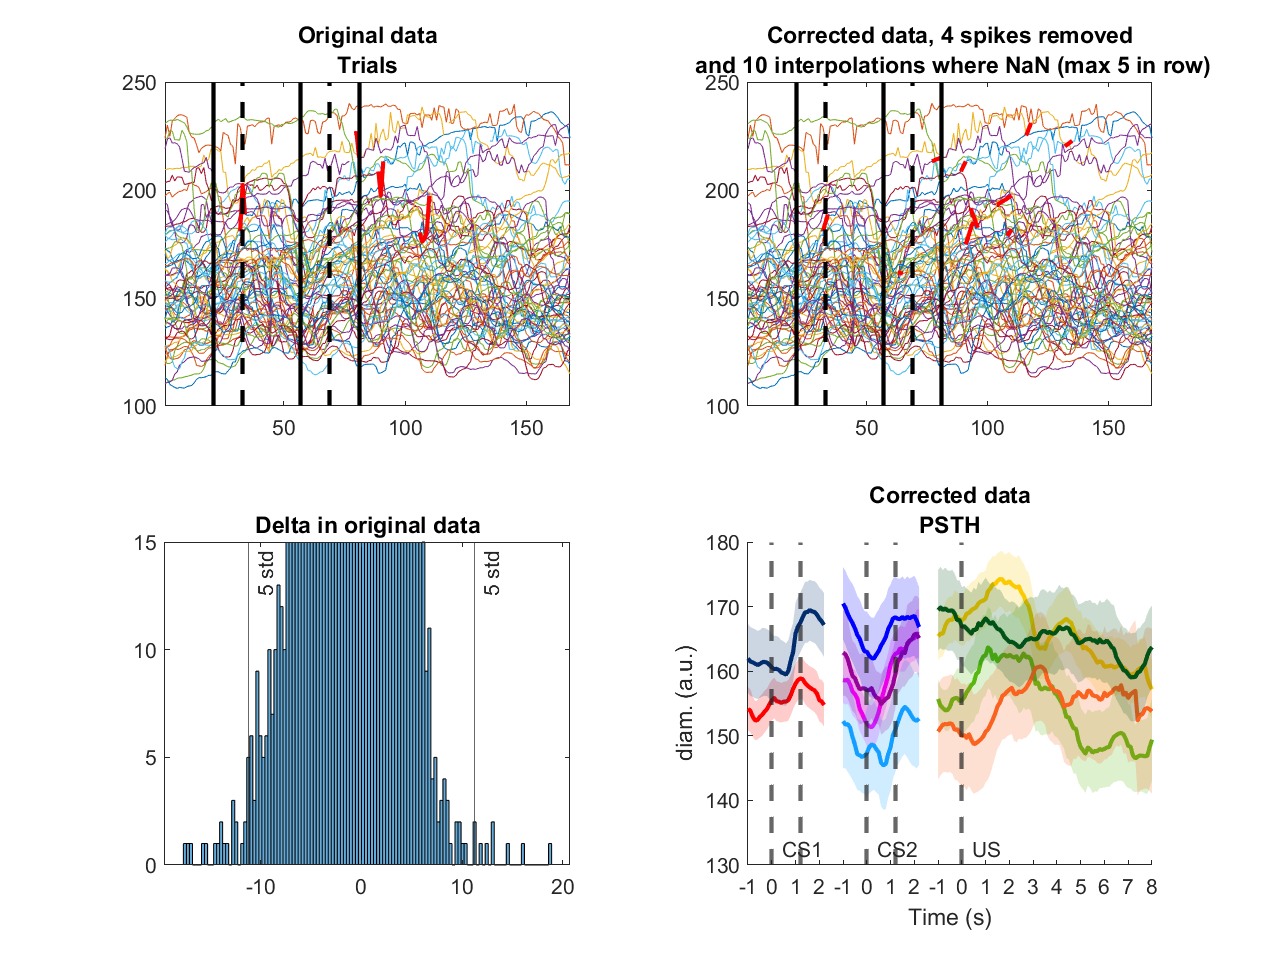 Original data
Trials
250
200
150
100
50
100
150
Corrected data, 4 spikes removed
and 10 interpolations where NaN (max 5 in row)
250
200
150
100
50
100
150
Delta in original data
15
10
5
0
5 std
5 std
-10
0
10
20
Corrected data
PSTH
180
170
160
150
140
130
diam. (a.u.)
CS1
CS2
US
-1 0 1 2 -1 0 1 2 -1 0 1 2 3 4 5 6 7 8
Time (s)